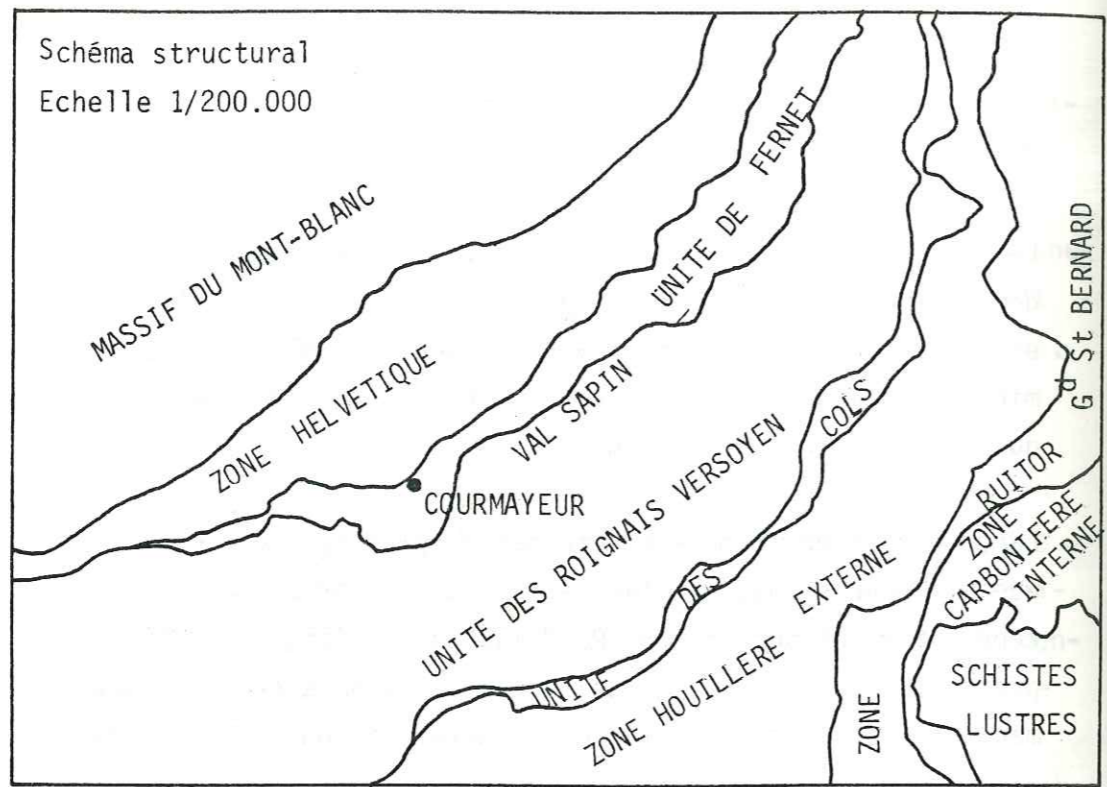 Schéma structural
Echelle 1/200.000
MASSIF DU MONT-BLANC
ZONE HELVETIQUE
UNITE DE FERNET
VAL SAPIN
COURMAYEUR
UNITE DES ROIGNAIS VERSOYEN
UNITE DES COLS
ZONE HOUILLERE EXTERNE
ZONE
Gd St BERNARD
ZONE RUITOR
CARBONIFERE
INTERNE
SCHISTES
LUSTRES